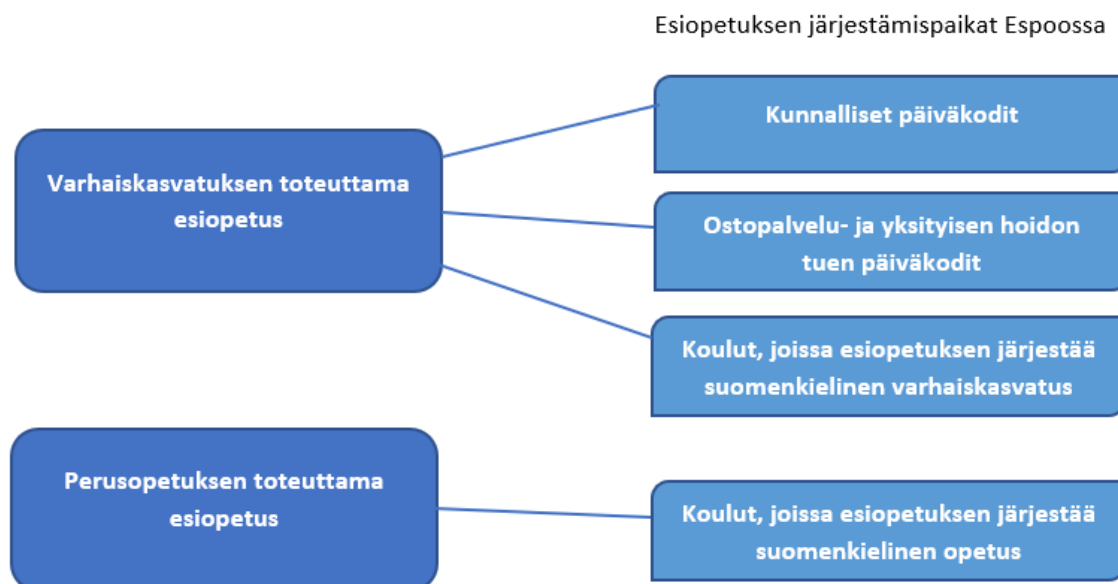 Esiopetuksen järjestämispaikat Espoossa
Kunnalliset päiväkodit
Varhaiskasvatuksen toteuttama
esiopetus
Ostopalvelu- ja yksityisen hoidon
tuen päiväkodit
Koulut, joissa esiopetuksen järjestää
suomenkielinen varhaiskasvatus
Perusopetuksen toteuttama
esiopetus
Koulut, joissa esiopetuksen järjestää
suomenkielinen opetus